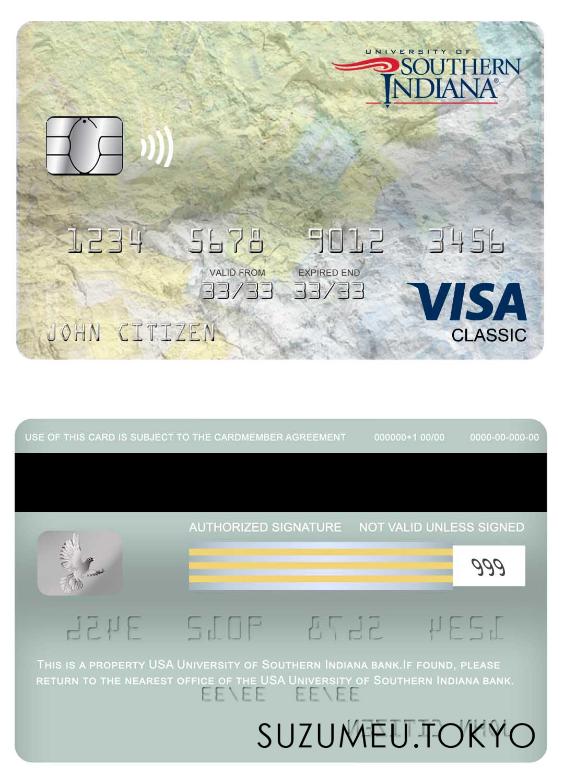 UNIVERSITY OF
SOUTHERN
INDIANA®
1234 5678 9012 3456
VALID FROM EXPIRED END
33/33 33/33
VISA
CLASSIC
JOHN CITIZEN
USE OF THIS CARD IS SUBJECT TO THE CARDMEMBER AGREEMENT 000000+1 00/00 0000-00-000-00
AUTHORIZED SIGNATURE NOT VALID UNLESS SIGNED
999
THIS IS A PROPERTY USA UNIVERSITY OF SOUTHERN INDIANA BANK.IF FOUND, PLEASE
RETURN TO THE NEAREST OFFICE OF THE USA UNIVERSITY OF SOUTHERN INDIANA BANK.
SUZUMEU.TOKYO